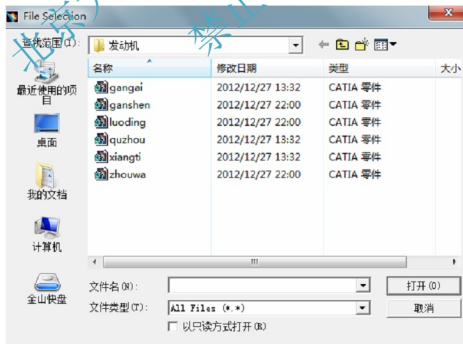 File Selection
查找范围(I):
发动机
名称
修改日期
类型
大小
gangai
2012/12/27 13:32
CATIA 零件
ganshen
2012/12/27 22:00
CATIA 零件
luoding
2012/12/27 22:00
CATIA 零件
quzhou
2012/12/27 13:32
CATIA 零件
xiangti
2012/12/27 13:32
CATIA 零件
zhouwa
2012/12/27 22:00
CATIA 零件
最近使用的项
目
桌面
我的文档
计算机
金山快盘
文件名(N):
打开(O)
文件类型(T):
All Files (*.*)
取消
以只读方式打开(R)